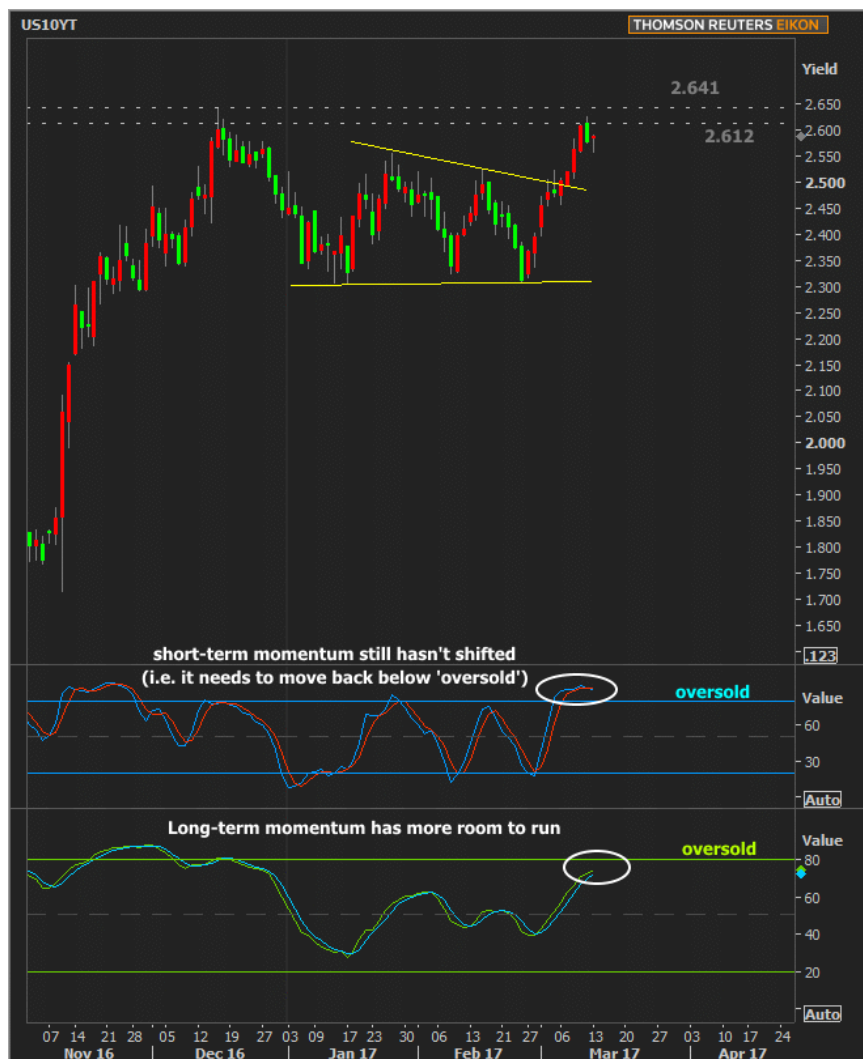 US10YT
THOMSON REUTERS EIKON
Yield
2.641
2.650
2.612
2.600
2.550
2.500
2.450
2.400
2.350
2.300
2.250
2.200
2.150
2.100
2.050
2.000
1.950
1.900
1.850
1.800
1.750
1.700
1.650
.123
short-term momentum still hasn't shifted
(i.e. it needs to move back below 'oversold')
oversold
Value
60
30
Auto
Long-term momentum has more room to run
oversold
Value
80
60
40
20
Auto
07 14 21 28 05 12 19 27 03 09 17 23 30 06 13 21 27 06 13 20 27 03 10 17 24
Nov 16 Dec 16 Jan 17 Feb 17 Mar 17 Apr 17